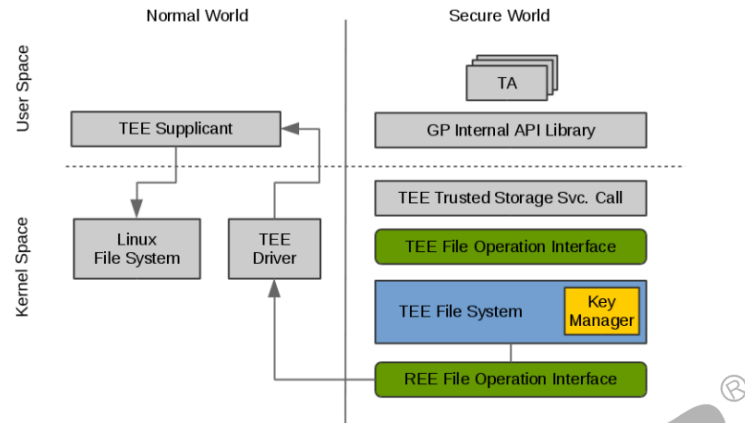 Normal World
Secure World
User Space
TA
TEE Supplicant
GP Internal API Library
Kernel Space
TEE Trusted Storage Svc. Call
Linux
File System
TEE
Driver
TEE File Operation Interface
TEE File System
Key
Manager
REE File Operation Interface
®